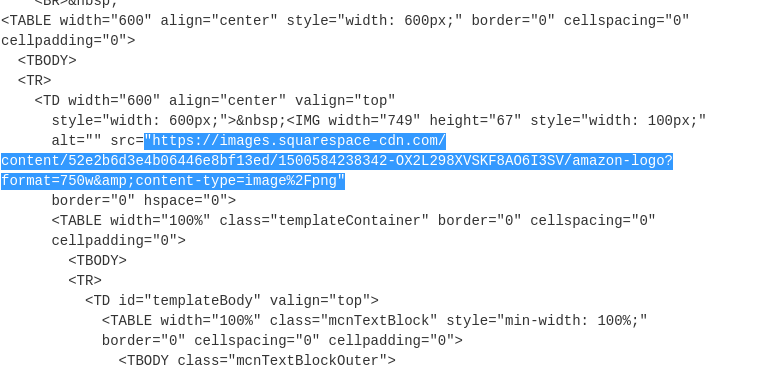 <BR>&nbsp;
<TABLE width="600" align="center" style="width: 600px;" border="0" cellspacing="0"
cellpadding="0">
<TBODY>
<TR>
<TD width="600" align="center" valign="top"
style="width: 600px;">&nbsp;<IMG width="749" height="67" style="width: 100px;"
alt="" src="https://images.squarespace-cdn.com/
content/52e2b6d3e4b06446e8bf13ed/1500584238342-OX2L298XVSKF8AO6I3SV/amazon-logo?
format=750w&amp;content-type=image%2Fpng"
border="0" hspace="0">
<TABLE width="100%" class="templateContainer" border="0" cellspacing="0"
cellpadding="0">
<TBODY>
<TR>
<TD id="templateBody" valign="top">
<TABLE width="100%" class="mcnTextBlock" style="min-width: 100%;"
border="0" cellspacing="0" cellpadding="0">
<TBODY class="mcnTextBlockOuter">